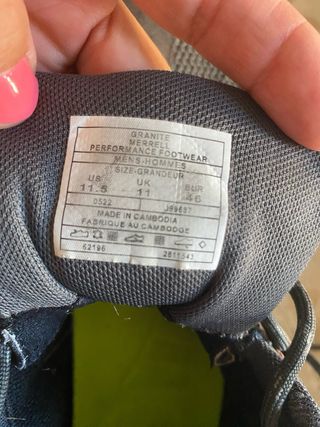 GRANITE
MERRELL
PERFORMANCE FOOTWEAR
MENS-HOMMES
SIZE-GRANDEUR
US UK EUR
11.5 11 46
0522 J99687
MADE IN CAMBODIA
FABRIQUE AU CAMBODGE
62196 2811343